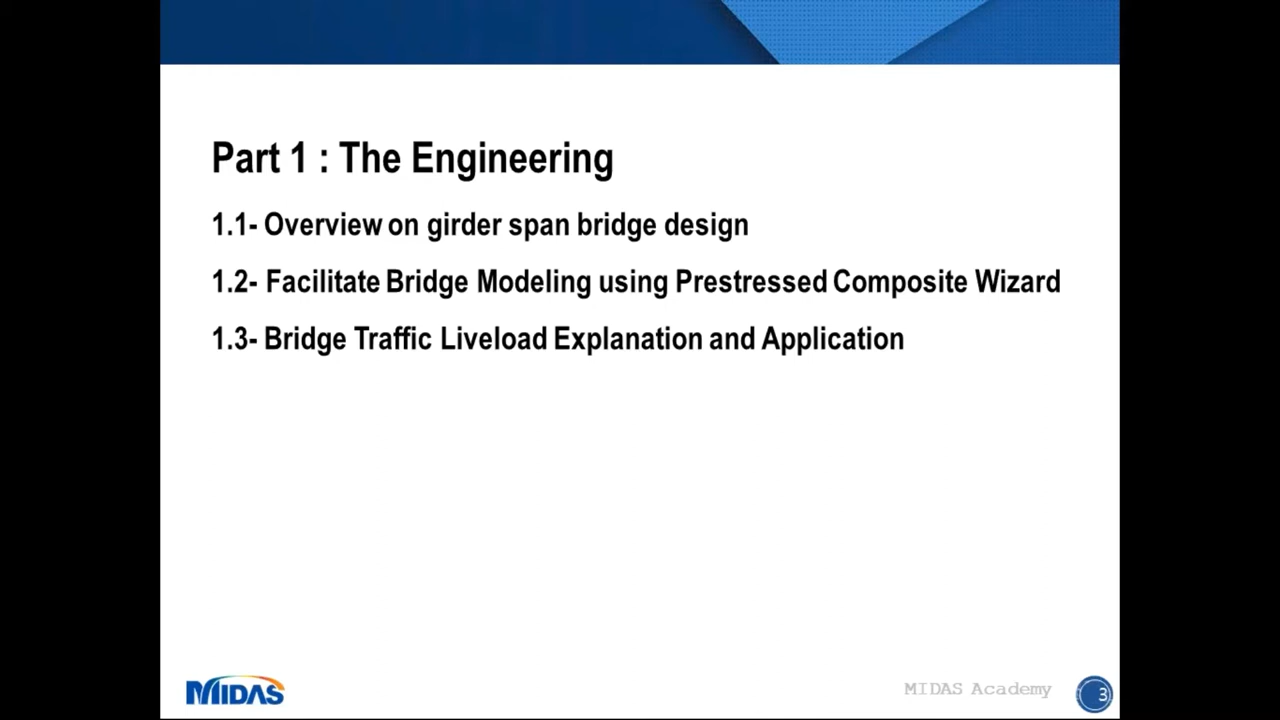 Part 1 : The Engineering
1.1- Overview on girder span bridge design
1.2- Facilitate Bridge Modeling using Prestressed Composite Wizard
1.3- Bridge Traffic Liveload Explanation and Application
MIDAS
MIDAS Academy
3